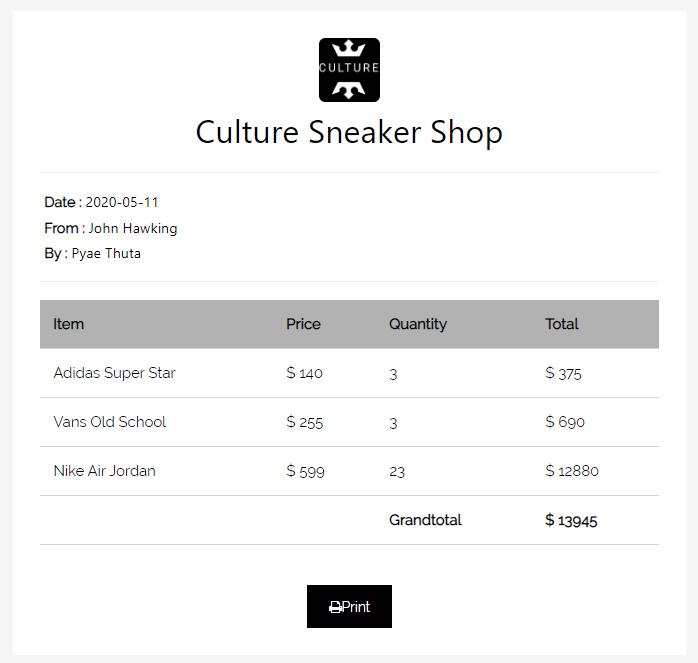 CULTURE
Culture Sneaker Shop
Date : 2020-05-11
From : John Hawking
By : Pyae Thuta
Item Price Quantity Total
Adidas Super Star $ 140 3 $ 375
Vans Old School $ 255 3 $ 690
Nike Air Jordan $ 599 23 $ 12880
Grandtotal $ 13945
Print